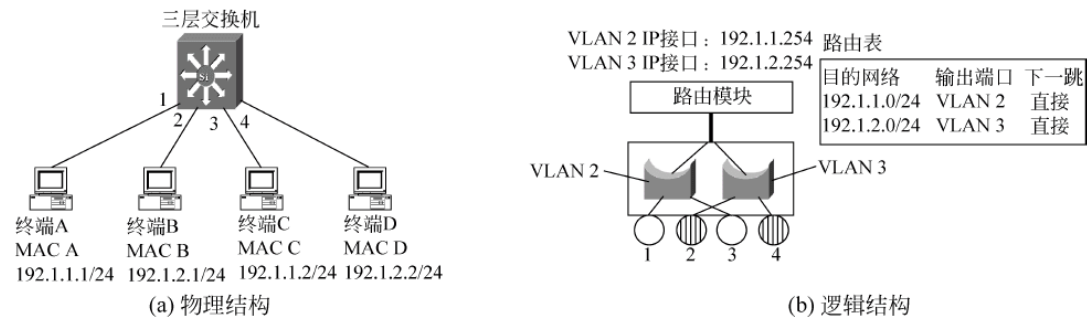 三层交换机
Si
1
2
3
4
终端A
MAC A
192.1.1.1/24
终端B
MAC B
192.1.2.1/24
终端C
MAC C
192.1.1.2/24
终端D
MAC D
192.1.2.2/24
(a) 物理结构
VLAN 2 IP接口：192.1.1.254
VLAN 3 IP接口：192.1.2.254
路由表
目的网络 输出端口 下一跳
192.1.1.0/24 VLAN 2 直接
192.1.2.0/24 VLAN 3 直接
路由模块
VLAN 2
VLAN 3
1
2
3
4
(b) 逻辑结构